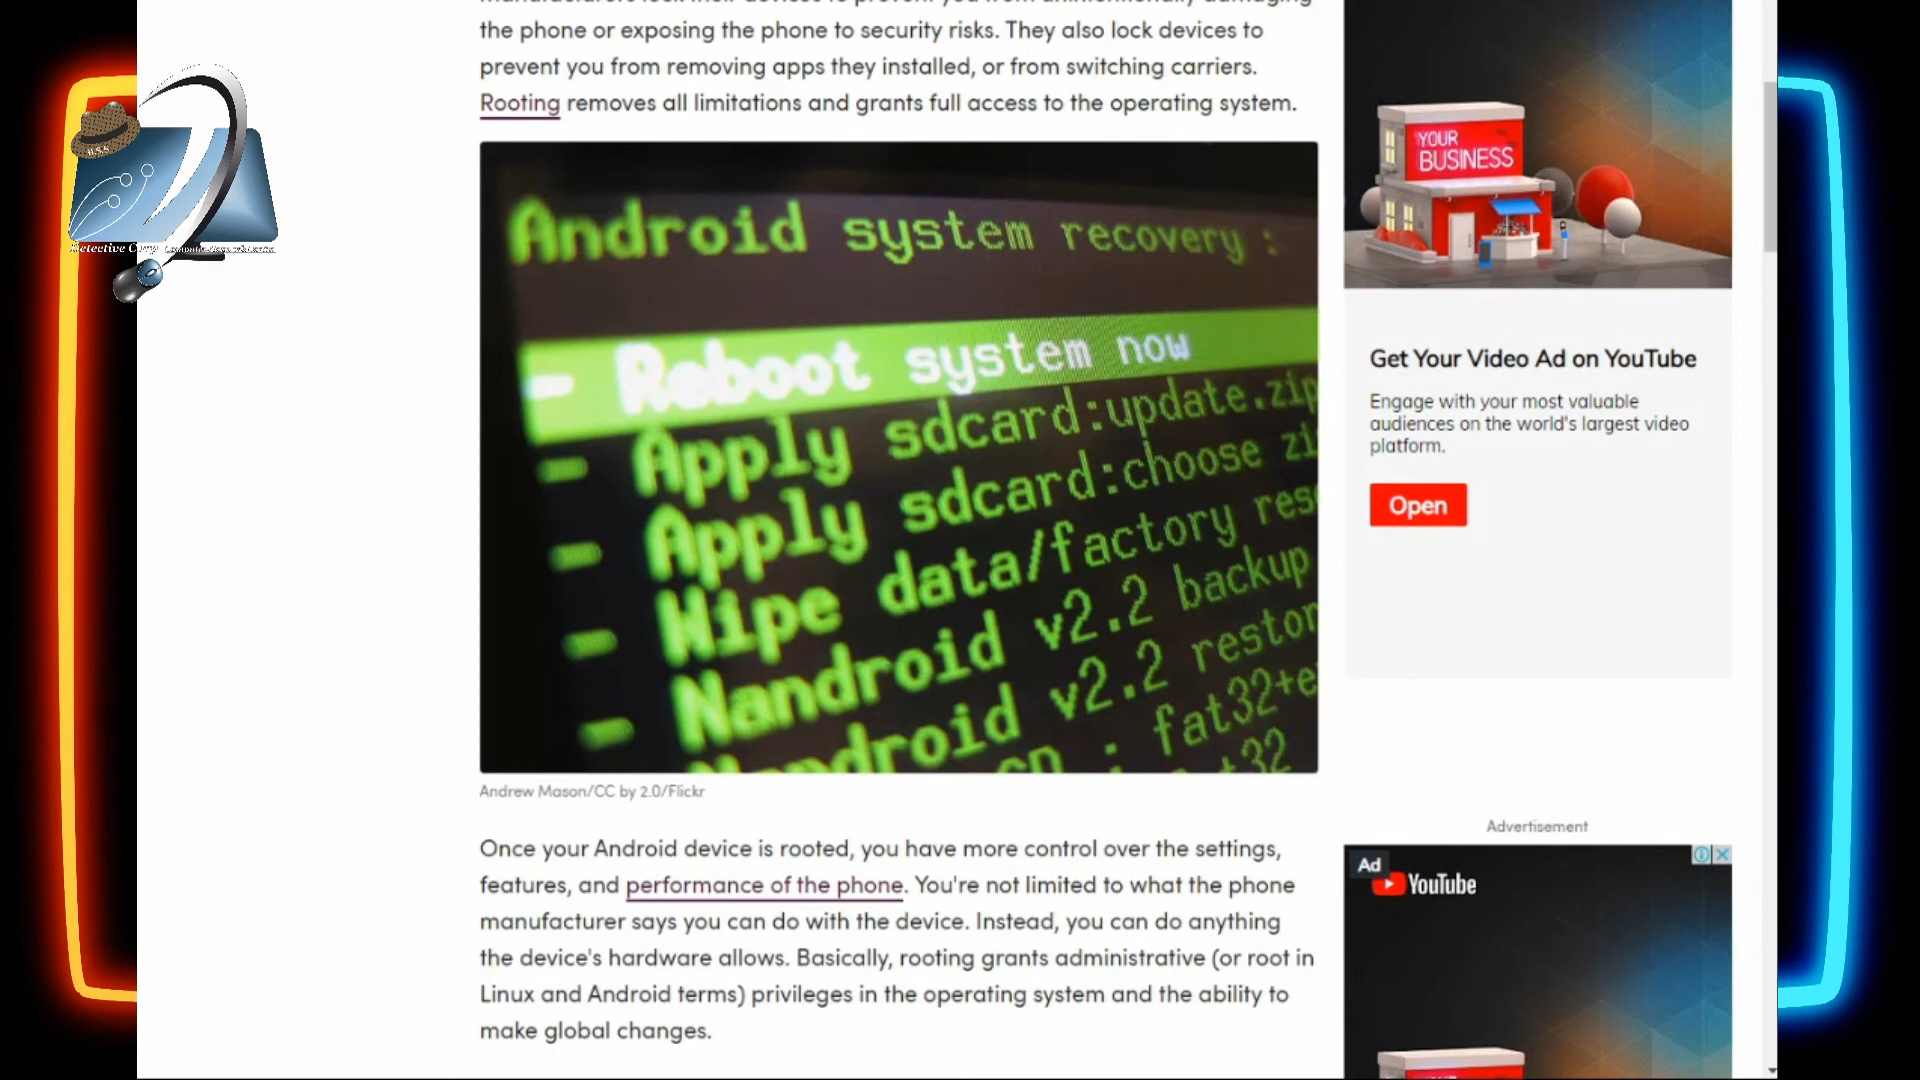 the phone or exposing the phone to security risks. They also lock devices to
prevent you from removing apps they installed, or from switching carriers.
Rooting removes all limitations and grants full access to the operating system.
Android system recovery :
- Reboot system now
- Apply sdcard:update.zip
- Apply sdcard:choose zi
- Wipe data/factory res
- Nandroid v2.2 backup
Nandroid v2.2 restor
: fat32+e
Andrew Mason/CC by 2.0/Flickr
Once your Android device is rooted, you have more control over the settings,
features, and performance of the phone. You're not limited to what the phone
manufacturer says you can do with the device. Instead, you can do anything
the device's hardware allows. Basically, rooting grants administrative (or root in
Linux and Android terms) privileges in the operating system and the ability to
make global changes.
YOUR
BUSINESS
Get Your Video Ad on YouTube
Engage with your most valuable
audiences on the world's largest video
platform.
Open
Advertisement
Ad
YouTube